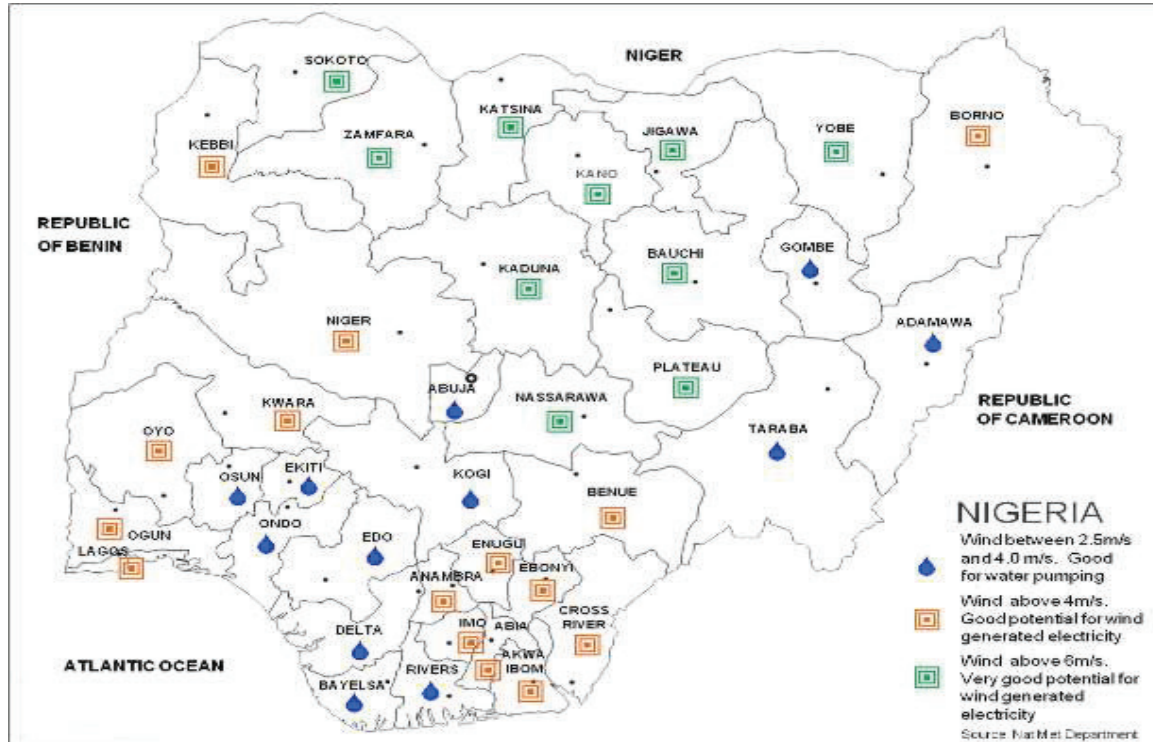 NIGER
SOKOTO
KATSINA
BORNO
YOBE
JIGAWA
ZAMFARA
KEBBI
KANO
REPUBLIC
OF BENIN
GOMBE
BAUCHI
KADUNA
NIGER
ADAMAWA
PLATEAU
ABUJA
NASSARAWA
KWARA
REPUBLIC
OF CAMEROON
OYO
TARABA
OSUN
EKITI
KOGI
BENUE
OGUN
ONDO
EDO
LAGOS
ENUGU
EBONYI
ANAMBRA
CROSS
RIVER
IMO
ABIA
DELTA
AKWA
IBOM
ATLANTIC OCEAN
RIVERS
BAYELSA
NIGERIA
Wind between 2.5m/s
and 4.0 m/s. Good
for water pumping
Wind above 4m/s.
Good potential for wind
generated electricity
Wind above 6m/s.
Very good potential for
wind generated
electricity
Source: Nat Met Department